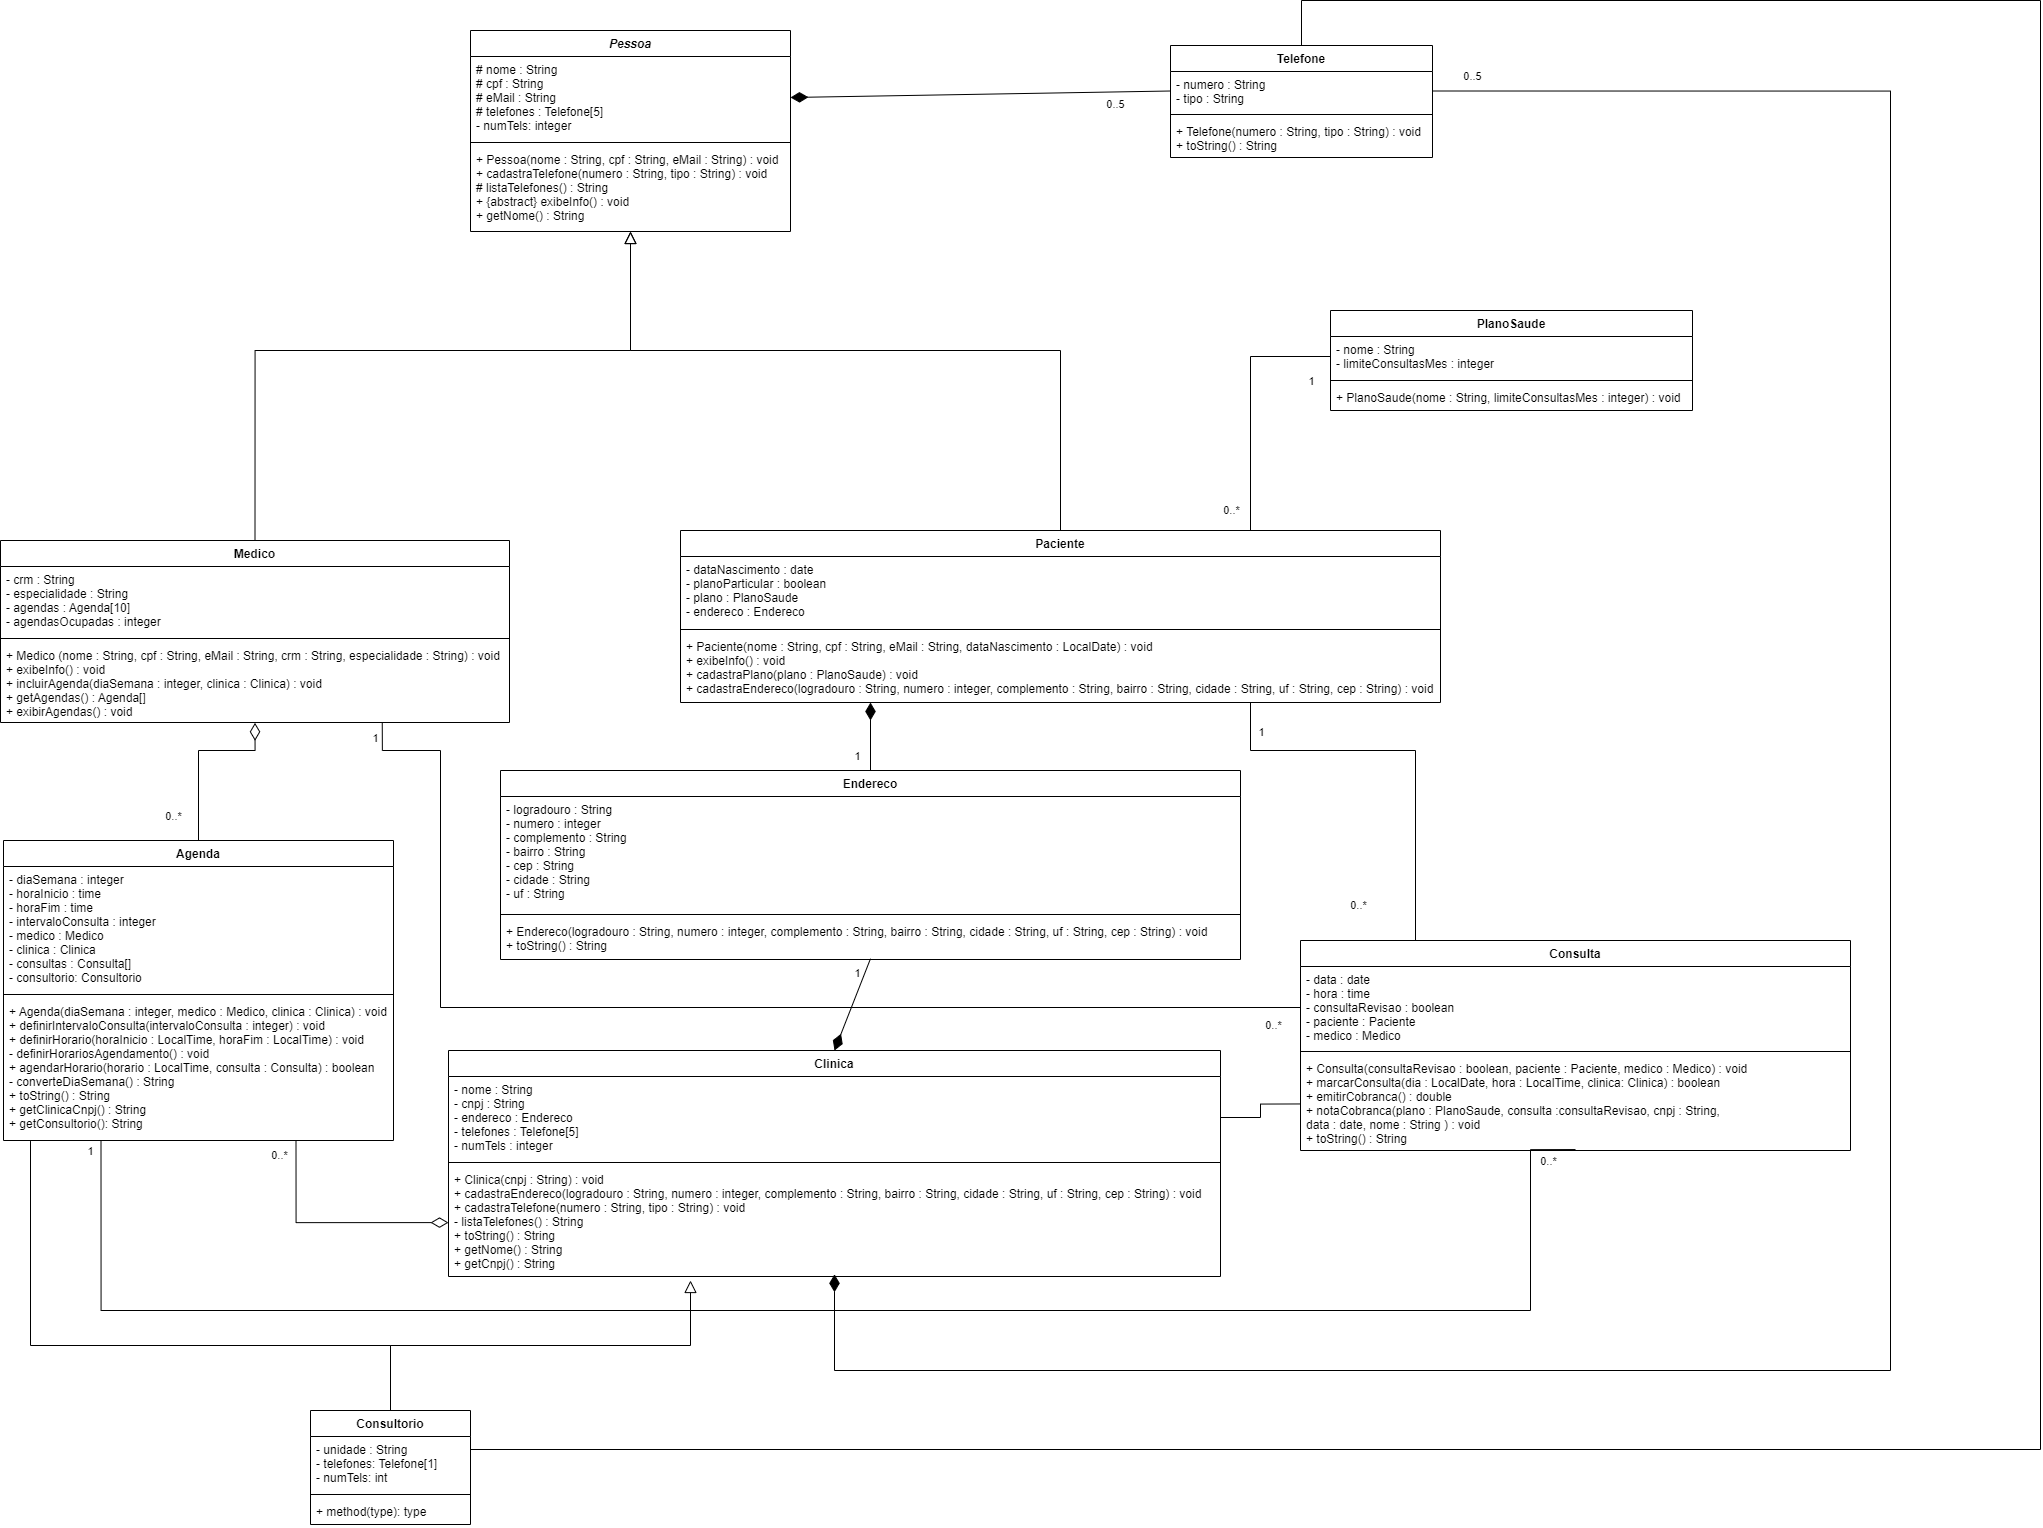 Pessoa
# nome : String
# cpf : String
# eMail : String
# telefones : Telefone[5]
- numTels: integer
+ Pessoa(nome : String, cpf : String, eMail : String) : void
+ cadastraTelefone(numero : String, tipo : String) : void
# listaTelefones() : String
+ {abstract} exibeInfo() : void
+ getNome() : String
0..5
Telefone
- numero : String
- tipo : String
+ Telefone(numero : String, tipo : String) : void
+ toString() : String
0..5
PlanoSaude
- nome : String
- limiteConsultasMes : integer
+ PlanoSaude(nome : String, limiteConsultasMes : integer) : void
1
0..*
Medico
- crm : String
- especialidade : String
- agendas : Agenda[10]
- agendasOcupadas : integer
+ Medico (nome : String, cpf : String, eMail : String, crm : String, especialidade : String) : void
+ exibeInfo() : void
+ incluirAgenda(diaSemana : integer, clinica : Clinica) : void
+ getAgendas() : Agenda[]
+ exibirAgendas() : void
1
0..*
Paciente
- dataNascimento : date
- planoParticular : boolean
- plano : PlanoSaude
- endereco : Endereco
+ Paciente(nome : String, cpf : String, eMail : String, dataNascimento : LocalDate) : void
+ exibeInfo() : void
+ cadastraPlano(plano : PlanoSaude) : void
+ cadastraEndereco(logradouro : String, numero : integer, complemento : String, bairro : String, cidade : String, uf : String, cep : String) : void
1
1
Endereco
- logradouro : String
- numero : integer
- complemento : String
- bairro : String
- cep : String
- cidade : String
- uf : String
+ Endereco(logradouro : String, numero : integer, complemento : String, bairro : String, cidade : String, uf : String, cep : String) : void
+ toString() : String
1
Agenda
- diaSemana : integer
- horaInicio : time
- horaFim : time
- intervaloConsulta : integer
- medico : Medico
- clinica : Clinica
- consultas : Consulta[]
- consultorio: Consultorio
+ Agenda(diaSemana : integer, medico : Medico, clinica : Clinica) : void
+ definirIntervaloConsulta(intervaloConsulta : integer) : void
+ definirHorario(horaInicio : LocalTime, horaFim : LocalTime) : void
- definirHorariosAgendamento() : void
+ agendarHorario(horario : LocalTime, consulta : Consulta) : boolean
- converteDiaSemana() : String
+ toString() : String
+ getClinicaCnpj() : String
+ getConsultorio(): String
1
0..*
0..*
0..*
Consulta
- data : date
- hora : time
- consultaRevisao : boolean
- paciente : Paciente
- medico : Medico
+ Consulta(consultaRevisao : boolean, paciente : Paciente, medico : Medico) : void
+ marcarConsulta(dia : LocalDate, hora : LocalTime, clinica: Clinica) : boolean
+ emitirCobranca() : double
+ notaCobranca(plano : PlanoSaude, consulta :consultaRevisao, cnpj : String,
data : date, nome : String ) : void
+ toString() : String
0..*
Clinica
- nome : String
- cnpj : String
- endereco : Endereco
- telefones : Telefone[5]
- numTels : integer
+ Clinica(cnpj : String) : void
+ cadastraEndereco(logradouro : String, numero : integer, complemento : String, bairro : String, cidade : String, uf : String, cep : String) : void
+ cadastraTelefone(numero : String, tipo : String) : void
- listaTelefones() : String
+ toString() : String
+ getNome() : String
+ getCnpj() : String
Consultorio
- unidade : String
- telefones: Telefone[1]
- numTels: int
+ method(type): type